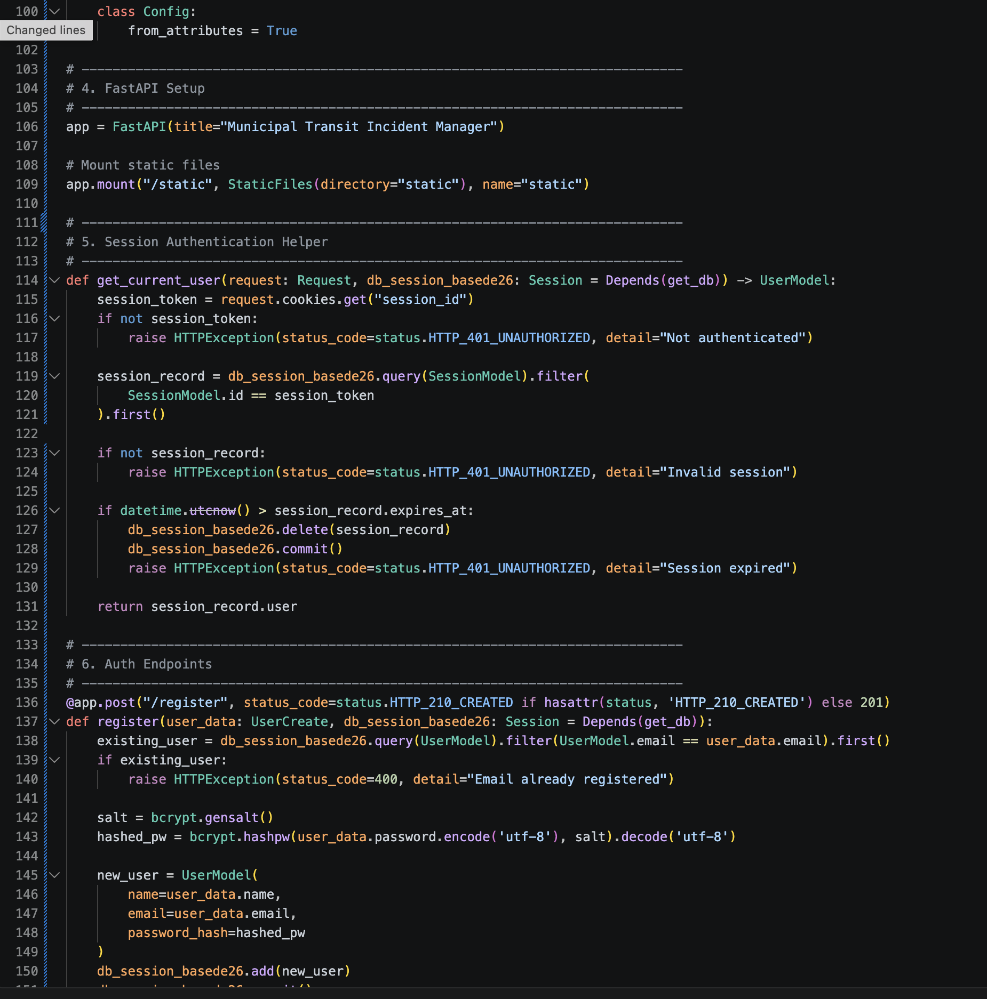 100 class Config:
Changed lines from_attributes = True
102
103 # ------------------------------------------------------------------------------
104 # 4. FastAPI Setup
105 # ------------------------------------------------------------------------------
106 app = FastAPI(title="Municipal Transit Incident Manager")
107
108 # Mount static files
109 app.mount("/static", StaticFiles(directory="static"), name="static")
110
111 # ------------------------------------------------------------------------------
112 # 5. Session Authentication Helper
113 # ------------------------------------------------------------------------------
114 def get_current_user(request: Request, db_session_basede26: Session = Depends(get_db)) -> UserModel:
115     session_token = request.cookies.get("session_id")
116     if not session_token:
117         raise HTTPException(status_code=status.HTTP_401_UNAUTHORIZED, detail="Not authenticated")
118
119     session_record = db_session_basede26.query(SessionModel).filter(
120         SessionModel.id == session_token
121     ).first()
122
123     if not session_record:
124         raise HTTPException(status_code=status.HTTP_401_UNAUTHORIZED, detail="Invalid session")
125
126     if datetime.utcnow() > session_record.expires_at:
127         db_session_basede26.delete(session_record)
128         db_session_basede26.commit()
129         raise HTTPException(status_code=status.HTTP_401_UNAUTHORIZED, detail="Session expired")
130
131     return session_record.user
132
133 # ------------------------------------------------------------------------------
134 # 6. Auth Endpoints
135 # ------------------------------------------------------------------------------
136 @app.post("/register", status_code=status.HTTP_210_CREATED if hasattr(status, 'HTTP_210_CREATED') else 201)
137 def register(user_data: UserCreate, db_session_basede26: Session = Depends(get_db)):
138     existing_user = db_session_basede26.query(UserModel).filter(UserModel.email == user_data.email).first()
139     if existing_user:
140         raise HTTPException(status_code=400, detail="Email already registered")
141
142     salt = bcrypt.gensalt()
143     hashed_pw = bcrypt.hashpw(user_data.password.encode('utf-8'), salt).decode('utf-8')
144
145     new_user = UserModel(
146         name=user_data.name,
147         email=user_data.email,
148         password_hash=hashed_pw
149     )
150     db_session_basede26.add(new_user)